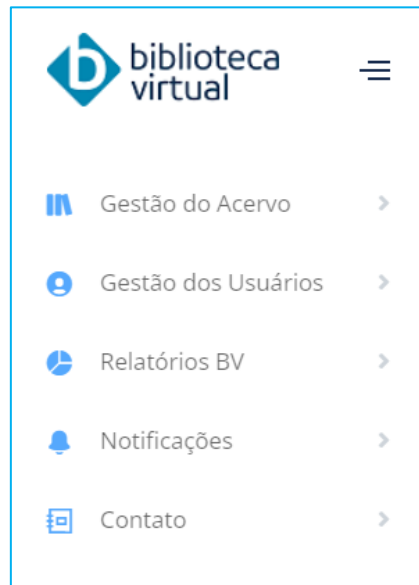 biblioteca
virtual
Gestão do Acervo
Gestão dos Usuários
Relatórios BV
Notificações
Contato